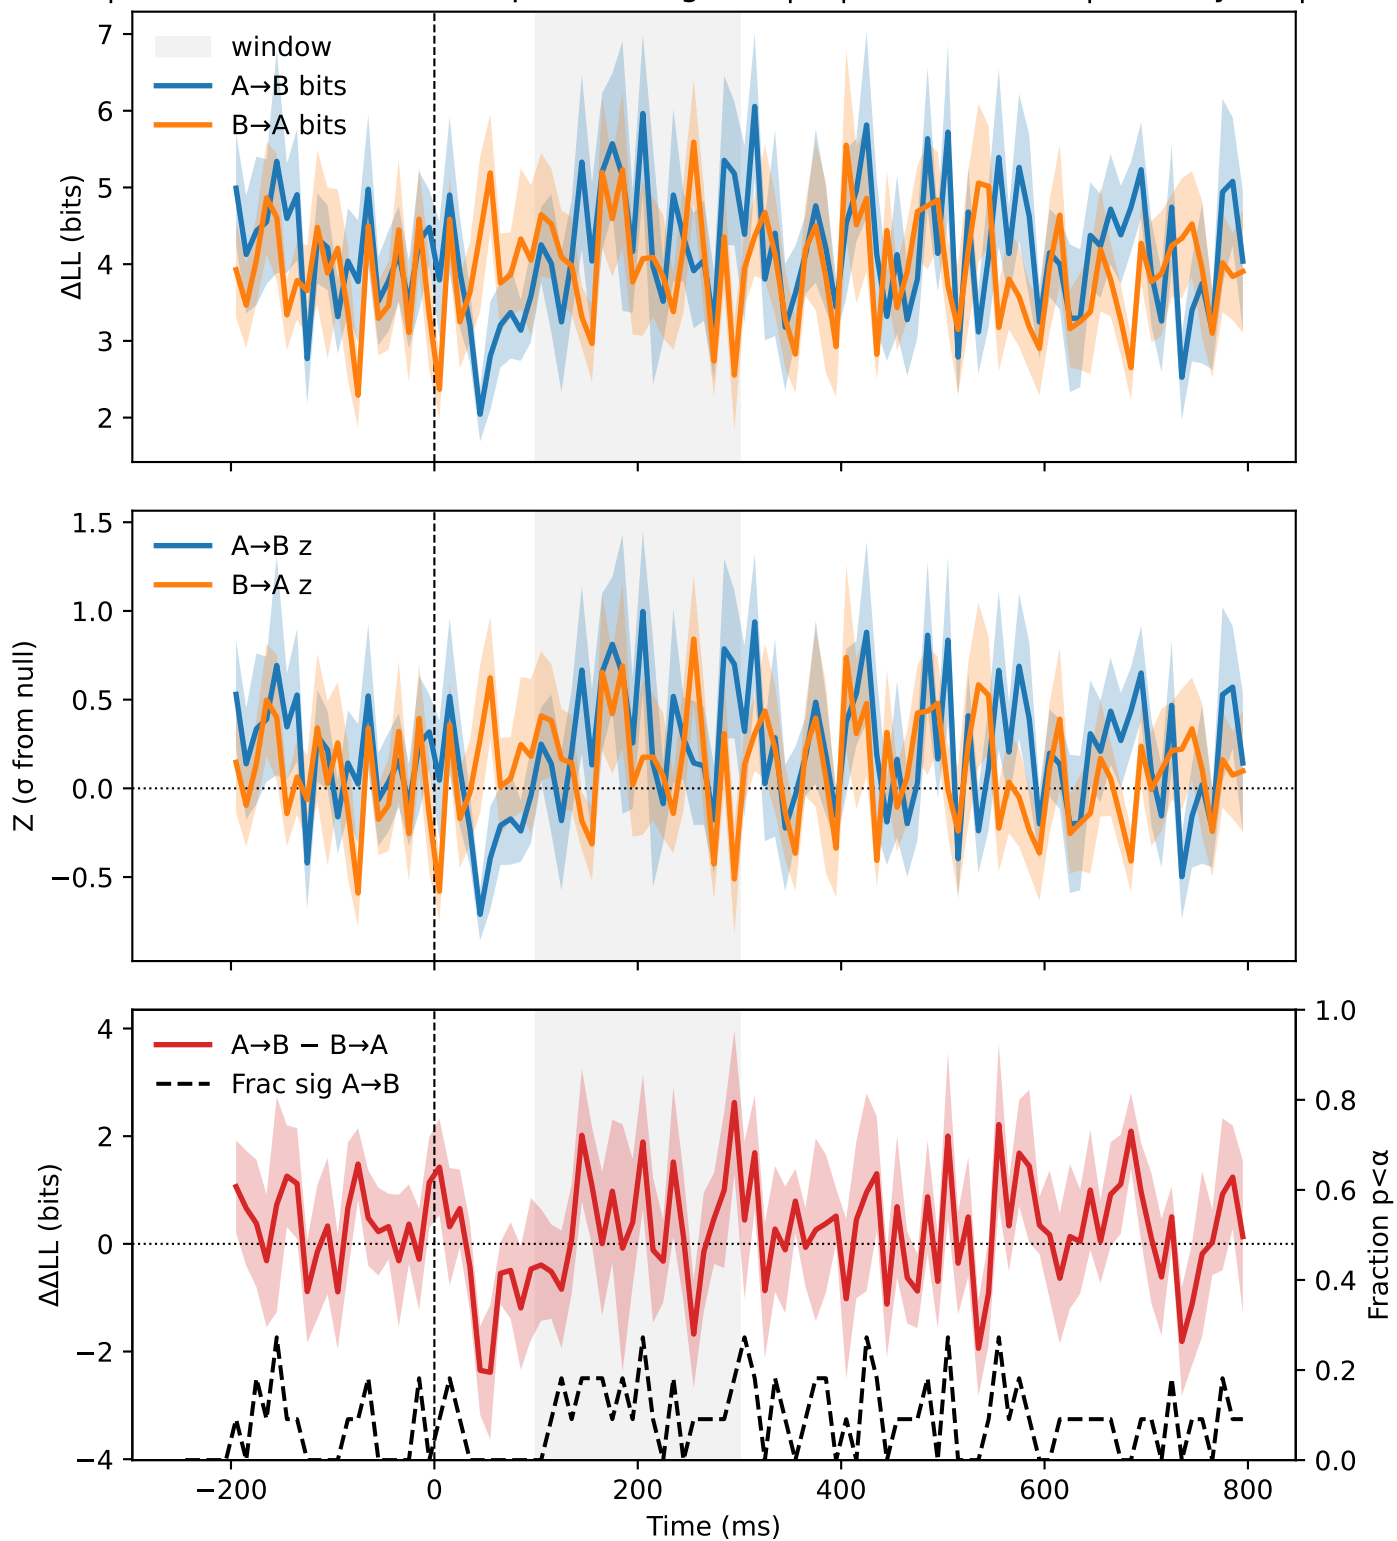 7
6
5
4
3
2
ΔLL (bits)
window
A→B bits
B→A bits
1.5
1.0
0.5
0.0
−0.5
Z (σ from null)
A→B z
B→A z
4
2
0
−2
−4
ΔΔLL (bits)
A→B − B→A
Frac sig A→B
1.0
0.8
0.6
0.4
0.2
0.0
Fraction p<α
−200
0
200
400
600
800
Time (ms)